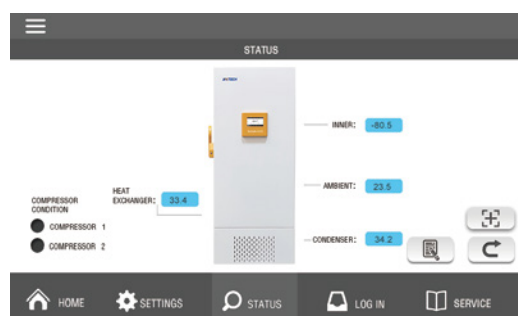 STATUS
INNER: -80.5
AMBIENT: 23.5
HEAT
EXCHANGER: 33.4
COMPRESSOR
CONDITION
COMPRESSOR 1
COMPRESSOR 2
CONDENSER: 34.2
HOME
SETTINGS
STATUS
LOG IN
SERVICE